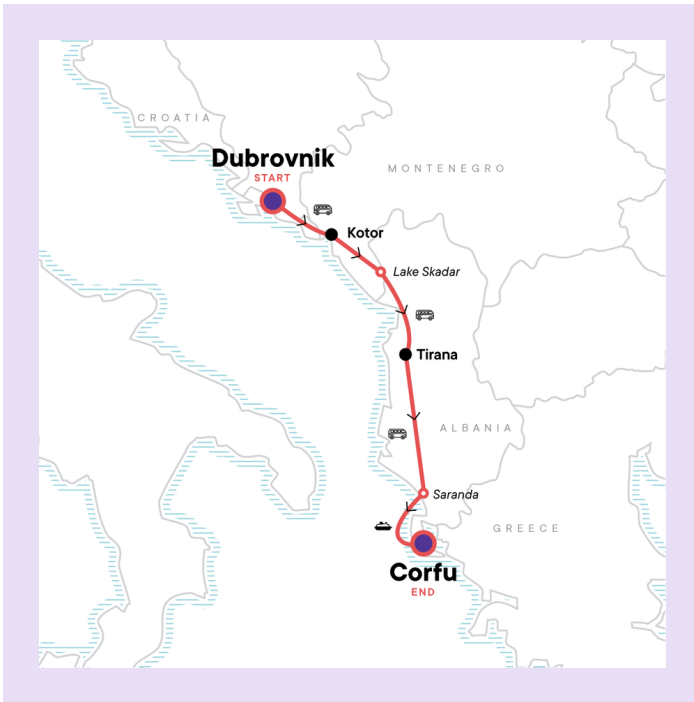 CROATIA
Dubrovnik
START
MONTENEGRO
Kotor
Lake Skadar
Tirana
ALBANIA
Saranda
GREECE
Corfu
END